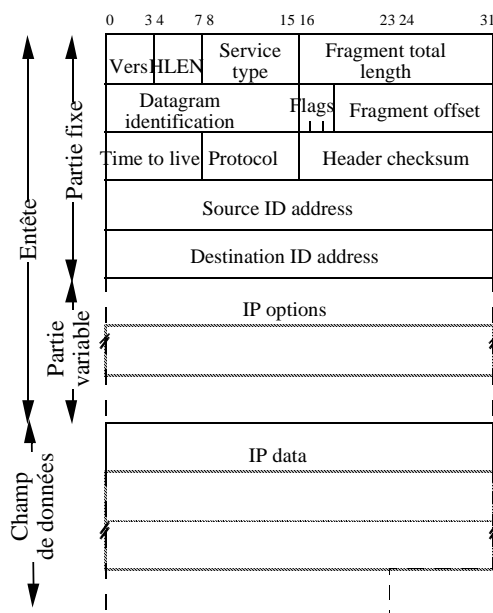 0 3 4 7 8 15 16 23 24 31
Vers HLEN Service type Fragment total length
Datagram identification Flags Fragment offset
Time to live Protocol Header checksum
Source ID address
Destination ID address
IP options
IP data
Entête
Partie fixe
Partie variable
Champ de données